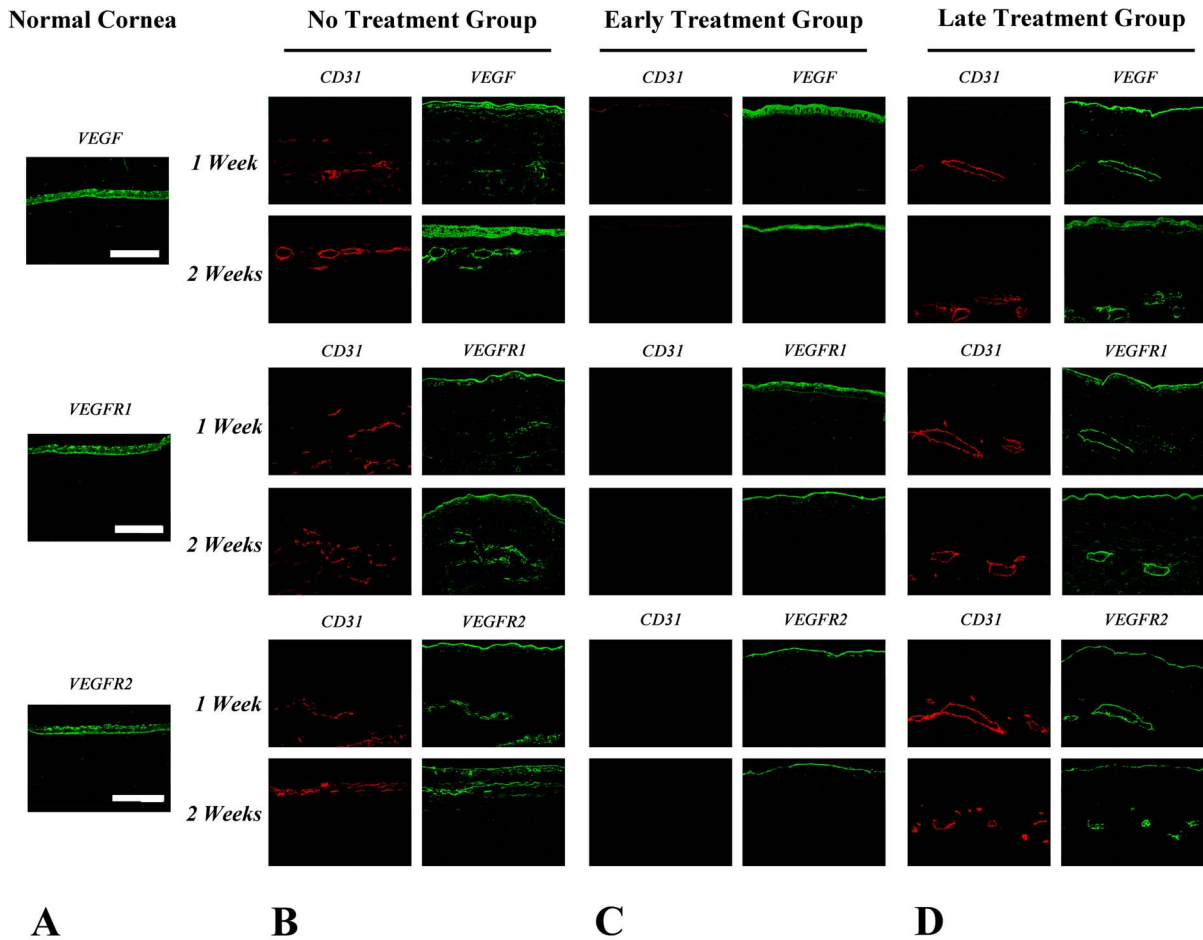 Normal Cornea No Treatment Group Early Treatment Group Late Treatment Group
CD31 VEGF CD31 VEGF CD31 VEGF
VEGF
1 Week
2 Weeks
CD31 VEGFR1 CD31 VEGFR1 CD31 VEGFR1
VEGFR1
1 Week
2 Weeks
CD31 VEGFR2 CD31 VEGFR2 CD31 VEGFR2
VEGFR2
1 Week
2 Weeks
A B C D